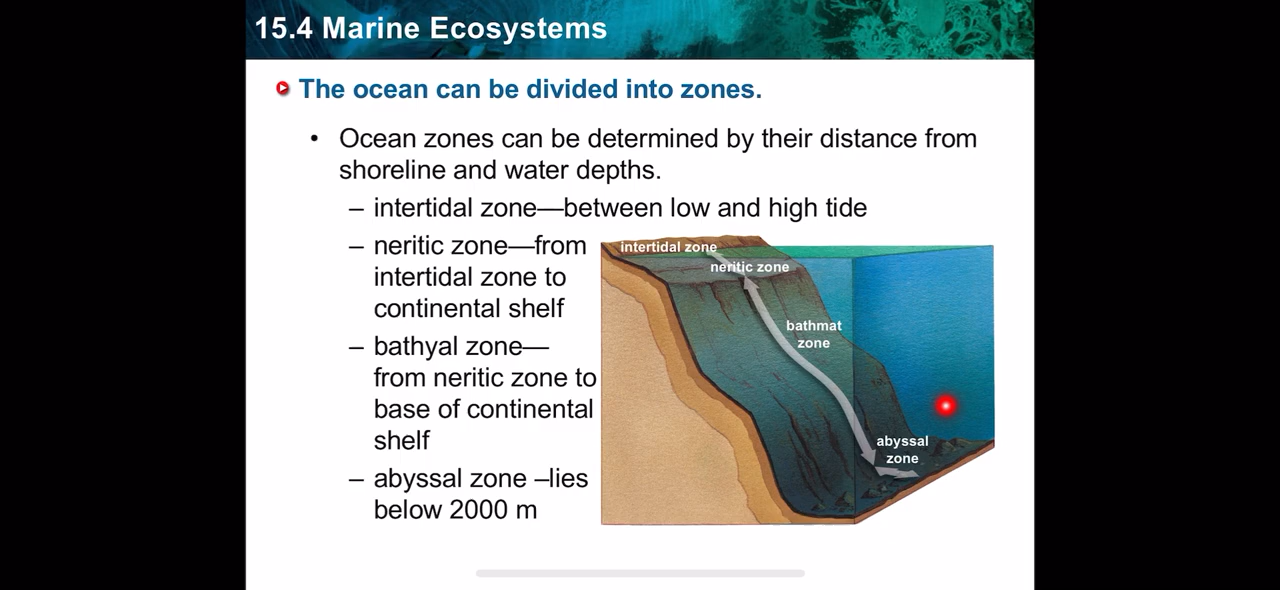 15.4 Marine Ecosystems
The ocean can be divided into zones.
• Ocean zones can be determined by their distance from
shoreline and water depths.
– intertidal zone—between low and high tide
– neritic zone—from
intertidal zone to
continental shelf
– bathyal zone—
from neritic zone to
base of continental
shelf
– abyssal zone –lies
below 2000 m
intertidal zone
neritic zone
bathmat
zone
abyssal
zone